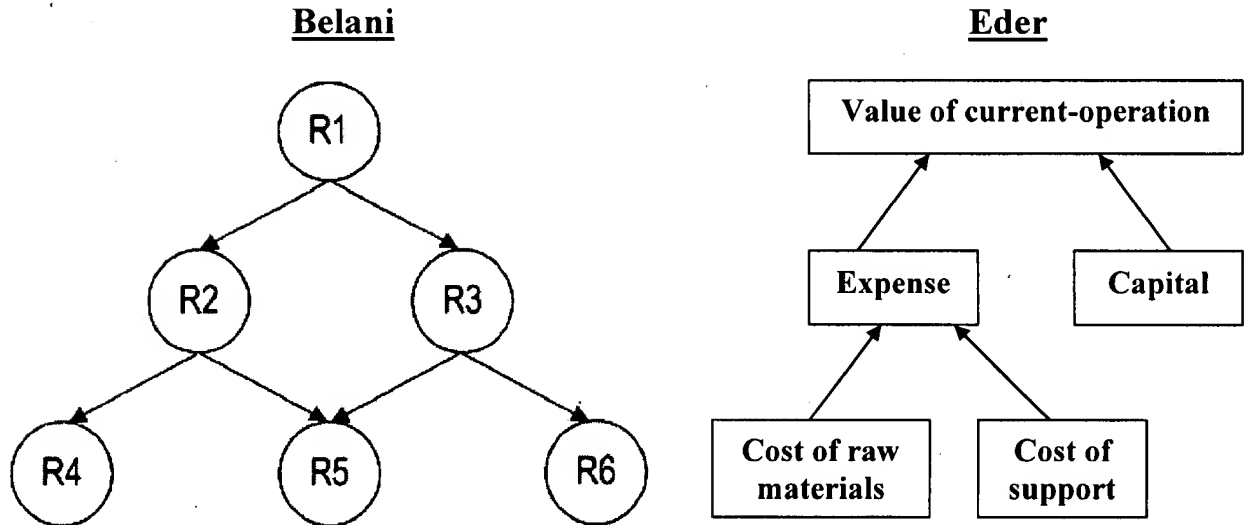 Belani
R1
R2
R3
R4
R5
R6
Eder
Value of current-operation
Expense
Capital
Cost of raw
materials
Cost of
support